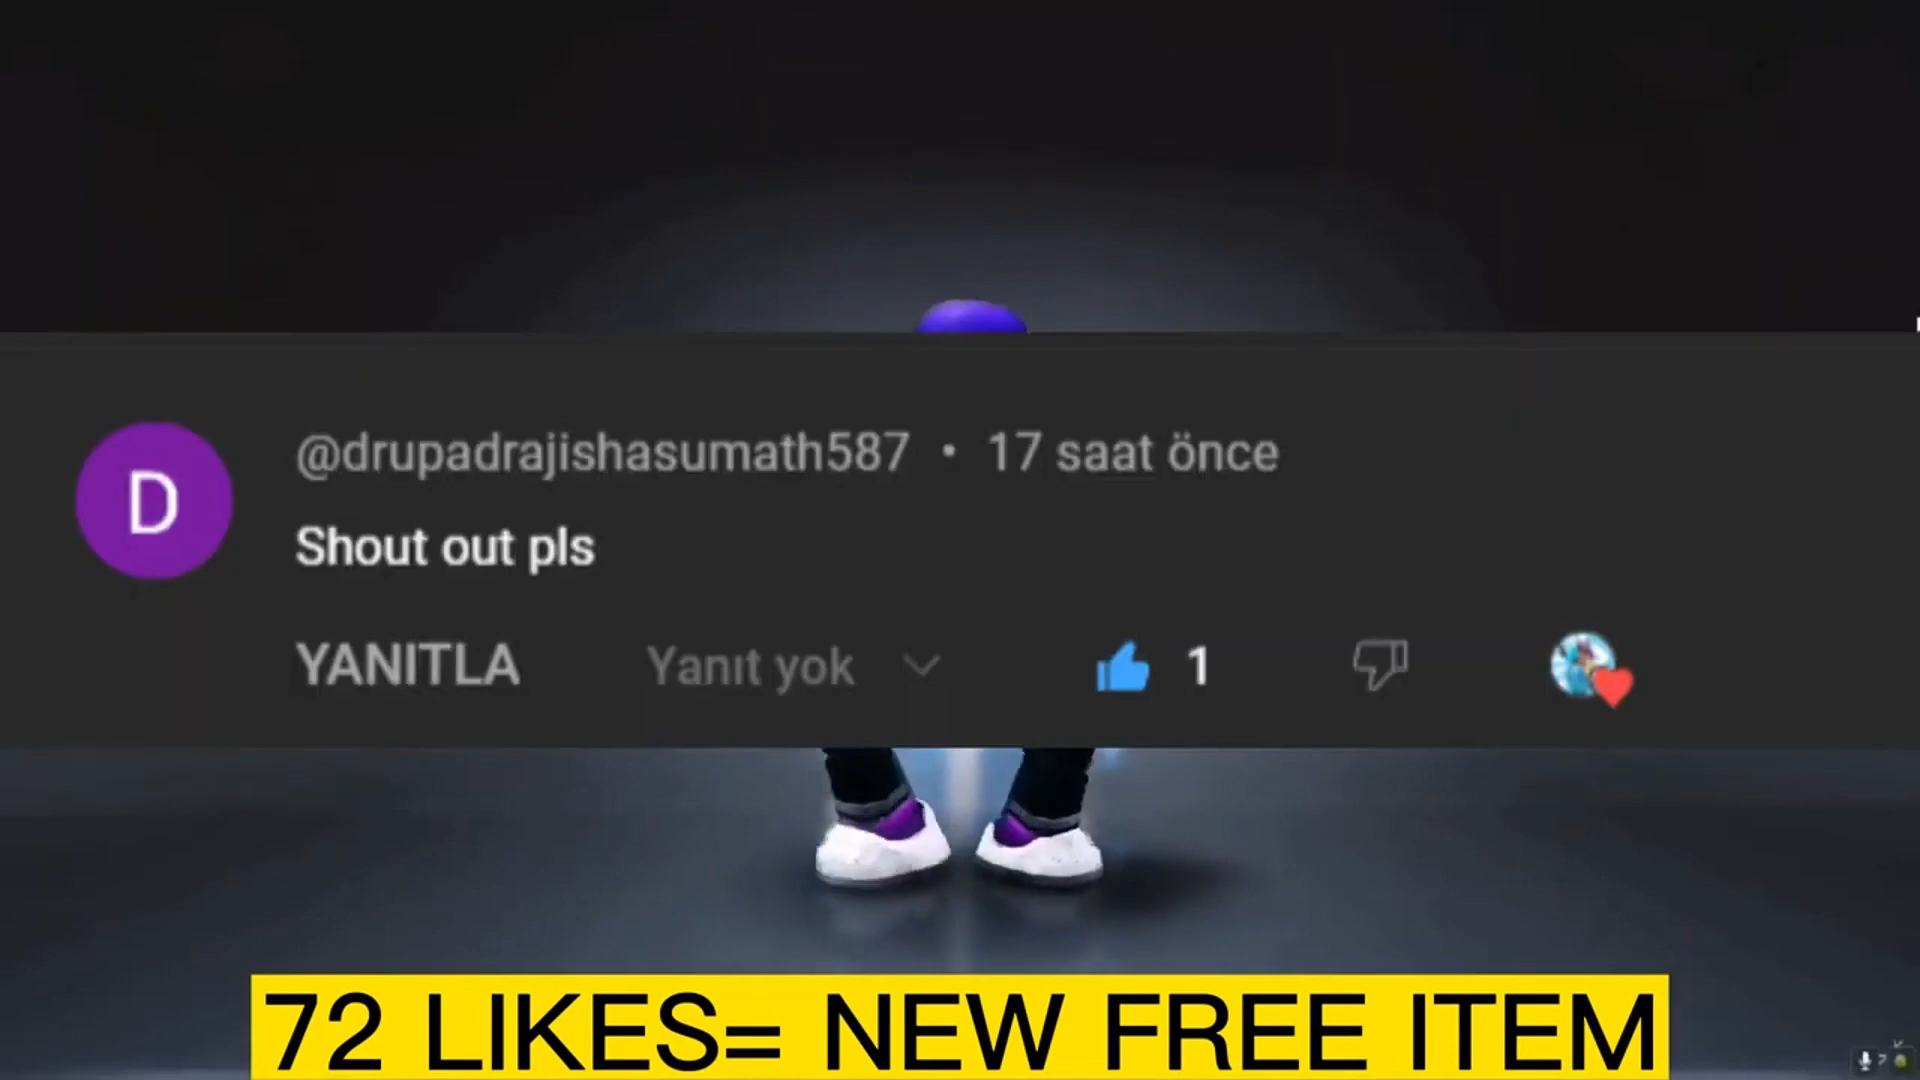 D
@drupadrajishasumath587 • 17 saat önce
Shout out pls
YANITLA Yanıt yok 1
72 LIKES= NEW FREE ITEM